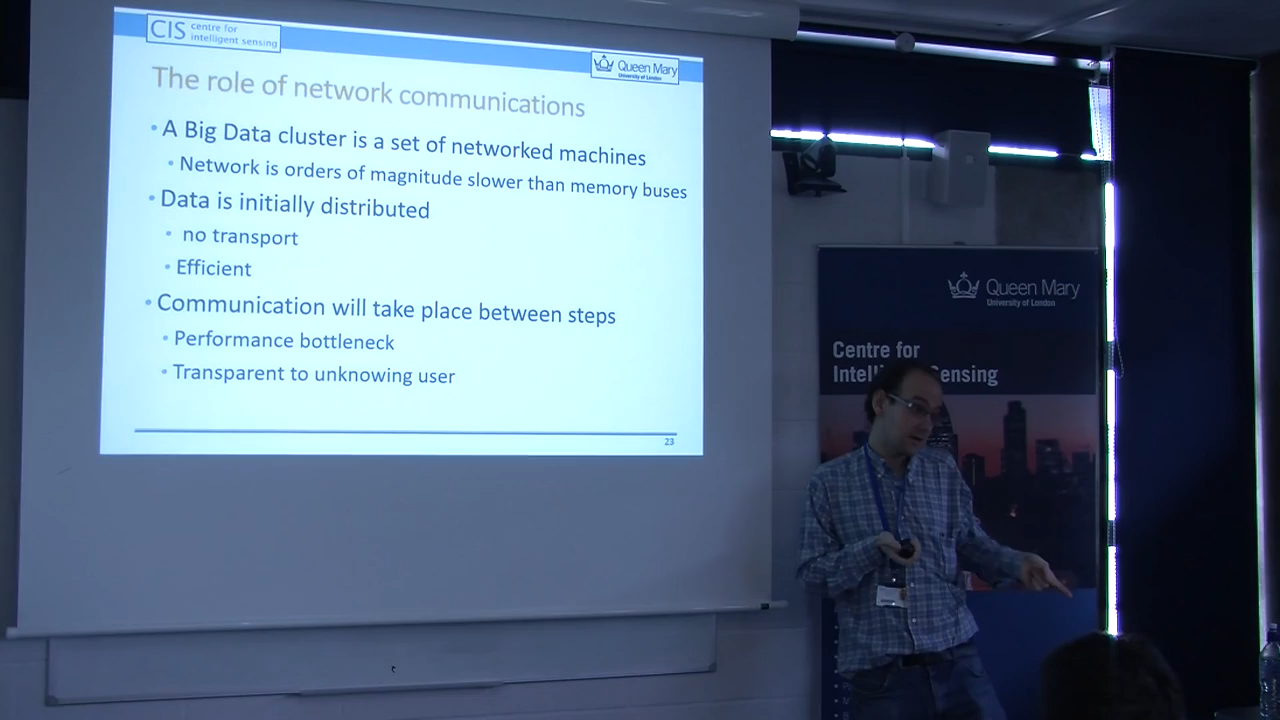 CIS centre for
intelligent sensing
Queen Mary
University of London
The role of network communications
• A Big Data cluster is a set of networked machines
• Network is orders of magnitude slower than memory buses
• Data is initially distributed
• no transport
• Efficient
• Communication will take place between steps
• Performance bottleneck
• Transparent to unknowing user
23
Queen Mary
University of London
Centre for
ensing